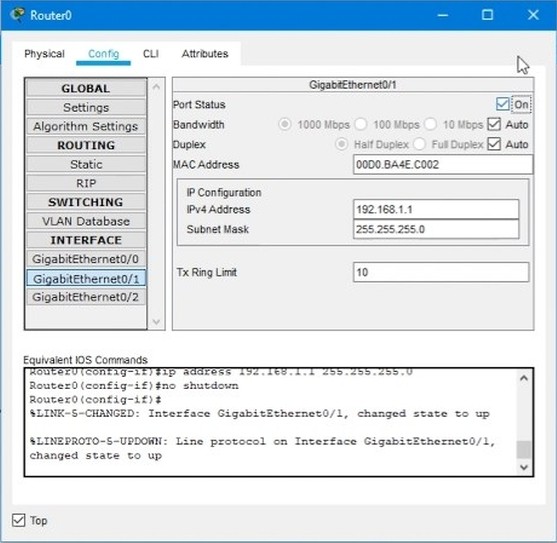 Router0
Physical Config CLI Attributes
GLOBAL
Settings
Algorithm Settings
ROUTING
Static
RIP
SWITCHING
VLAN Database
INTERFACE
GigabitEthernet0/0
GigabitEthernet0/1
GigabitEthernet0/2
GigabitEthernet0/1
Port Status On
Bandwidth 1000 Mbps 100 Mbps 10 Mbps Auto
Duplex Half Duplex Full Duplex Auto
MAC Address 00D0.BA4E.C002
IP Configuration
IPv4 Address 192.168.1.1
Subnet Mask 255.255.255.0
Tx Ring Limit 10
Equivalent IOS Commands
Router0(config-if)#ip address 192.168.1.1 255.255.255.0
Router0(config-if)#no shutdown
Router0(config-if)#
%LINK-5-CHANGED: Interface GigabitEthernet0/1, changed state to up
%LINEPROTO-5-UPDOWN: Line protocol on Interface GigabitEthernet0/1,
changed state to up
Top